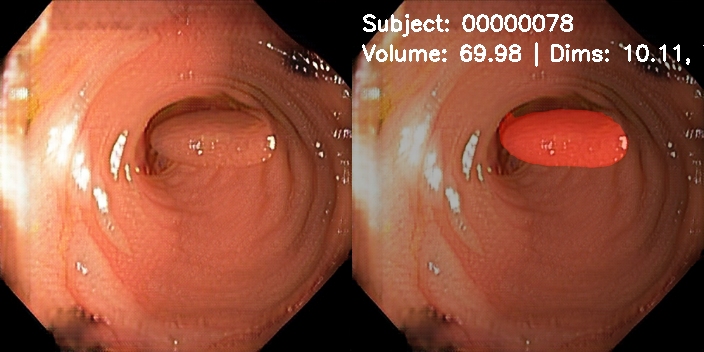 Subject: 00000078
Volume: 69.98 | Dims: 10.11,